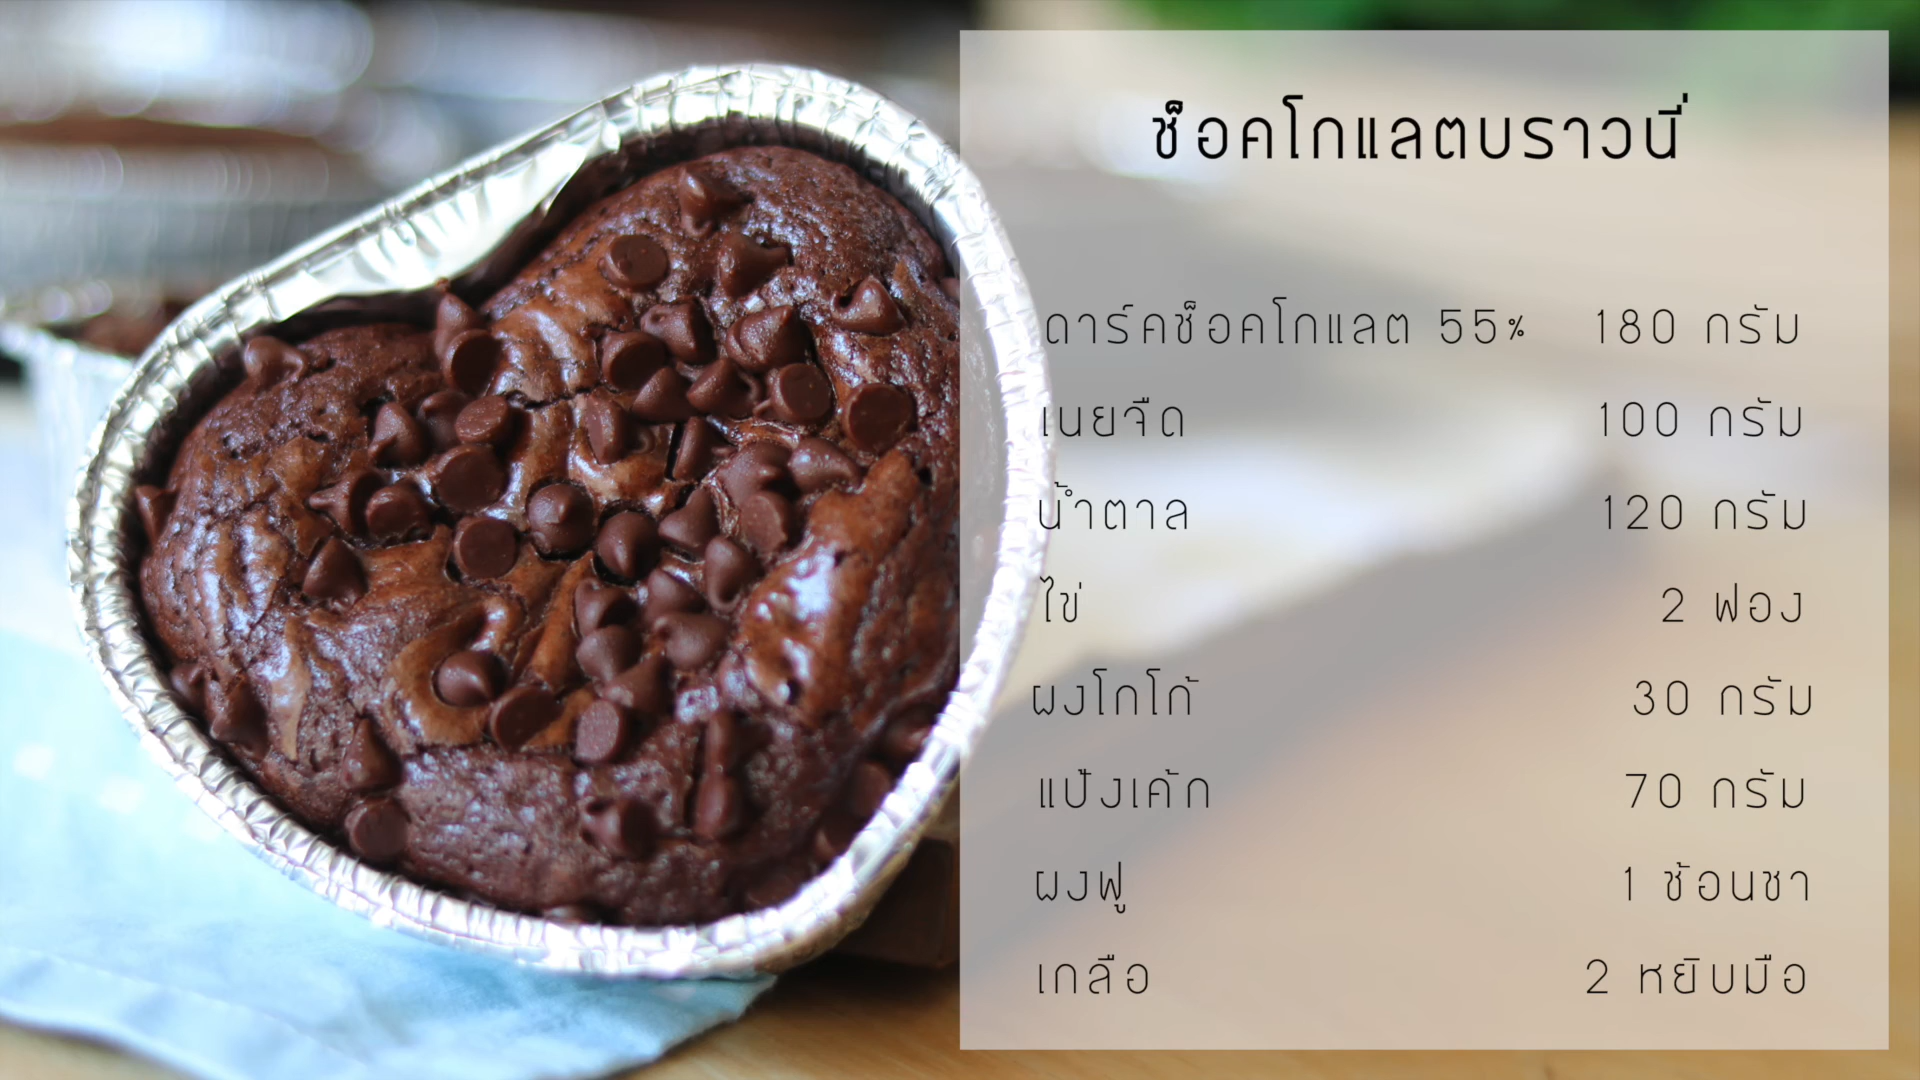 ช็อคโกแลตบราวนี่
ดาร์คช็อคโกแลต 55% 180 กรัม
เนยจืด 100 กรัม
น้ำตาล 120 กรัม
ไข่ 2 ฟอง
ผงโกโก้ 30 กรัม
แป้งเค้ก 70 กรัม
ผงฟู 1 ช้อนชา
เกลือ 2 หยิบมือ